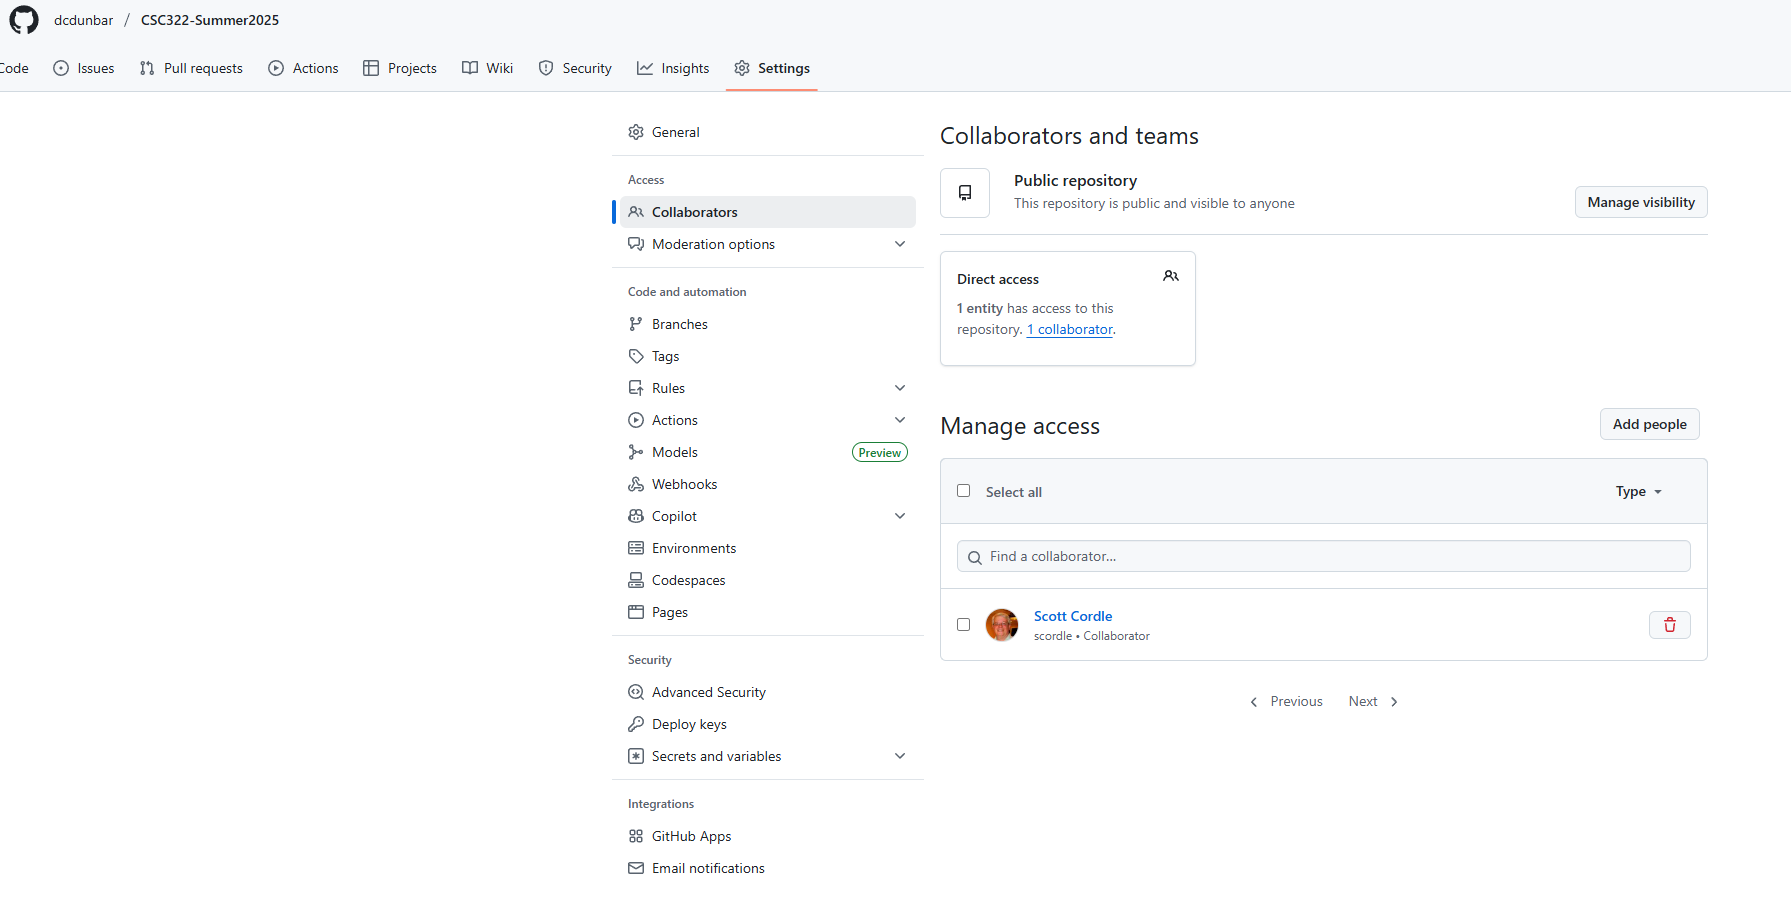 dcdunbar / CSC322-Summer2025
Code Issues Pull requests Actions Projects Wiki Security Insights Settings
General
Access
Collaborators
Moderation options
Code and automation
Branches
Tags
Rules
Actions
Models Preview
Webhooks
Copilot
Environments
Codespaces
Pages
Security
Advanced Security
Deploy keys
Secrets and variables
Integrations
GitHub Apps
Email notifications
Collaborators and teams
Public repository
This repository is public and visible to anyone
Manage visibility
Direct access
1 entity has access to this
repository. 1 collaborator.
Manage access
Add people
Select all Type
Find a collaborator...
Scott Cordle
scordle • Collaborator
Previous Next